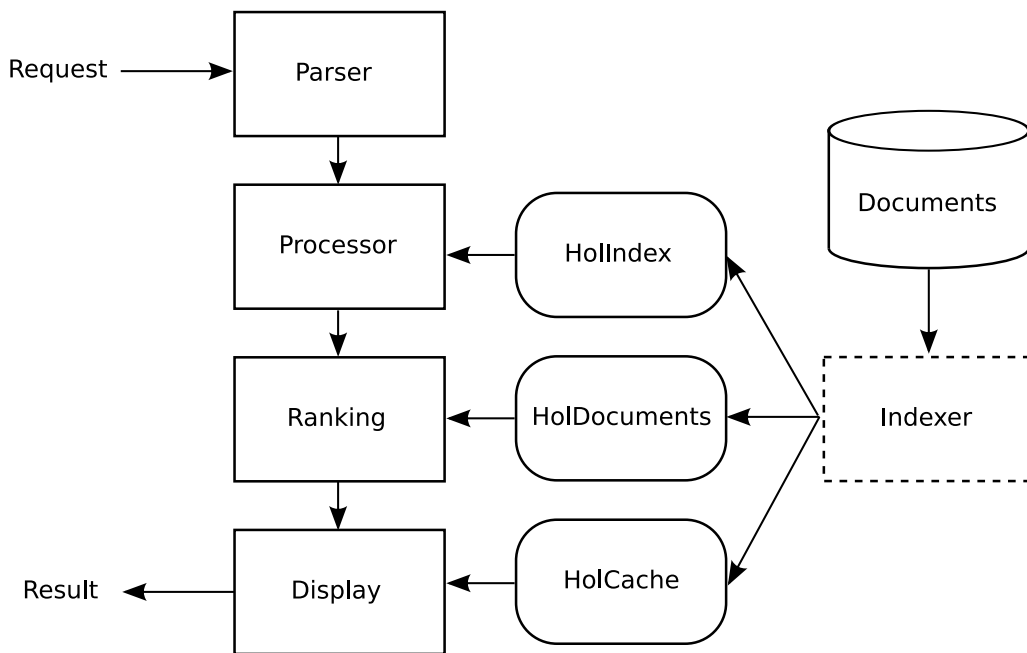 Request
Parser
Documents
Processor
HolIndex
Ranking
HolDocuments
Indexer
Result
Display
HolCache